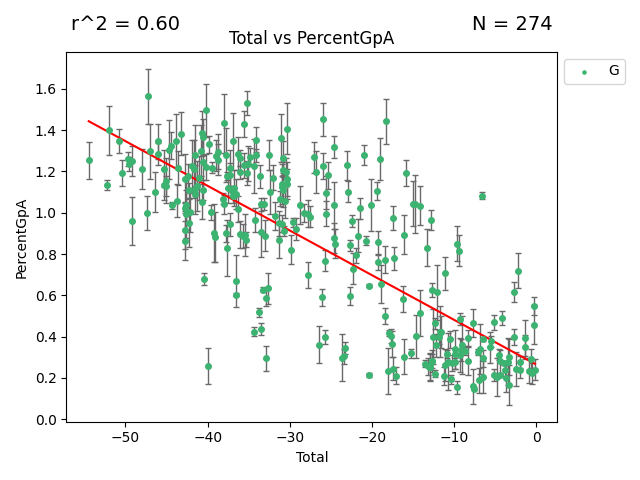 r^2 = 0.60 N = 274
Total vs PercentGpA
G
PercentGpA
1.6
1.4
1.2
1.0
0.8
0.6
0.4
0.2
0.0
−50 −40 −30 −20 −10 0
Total